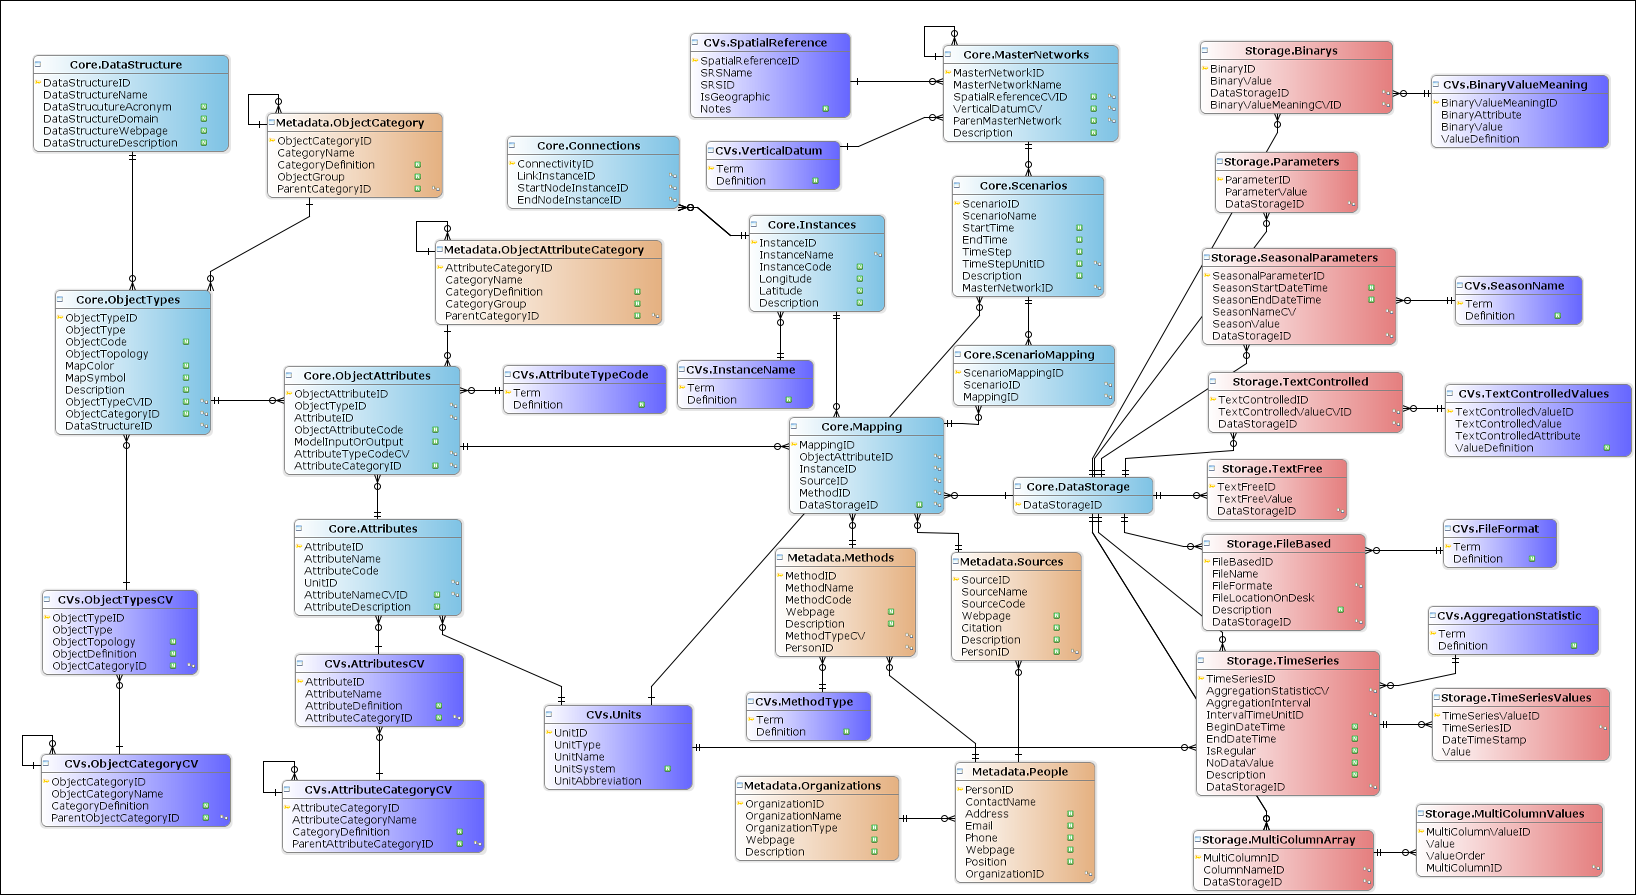 Core.DataStructure
DataStructureID
DataStructureName
DataStrucutureAcronym
DataStructureDomain
DataStructureWebpage
DataStructureDescription
Metadata.ObjectCategory
ObjectCategoryID
CategoryName
CategoryDefinition
ObjectGroup
ParentCategoryID
Core.Connections
ConnectivityID
LinkInstanceID
StartNodeInstanceID
EndNodeInstanceID
CVs.SpatialReference
SpatialReferenceID
SRSName
SRSID
IsGeographic
Notes
CVs.VerticalDatum
Term
Definition
Core.MasterNetworks
MasterNetworkID
MasterNetworkName
SpatialReferenceCVID
VerticalDatumCV
ParenMasterNetwork
Description
Storage.Binarys
BinaryID
BinaryValue
DataStorageID
BinaryValueMeaningCVID
CVs.BinaryValueMeaning
BinaryValueMeaningID
BinaryAttribute
BinaryValue
ValueDefinition
Storage.Parameters
ParameterID
ParameterValue
DataStorageID
Core.Scenarios
ScenarioID
ScenarioName
StartTime
EndTime
TimeStep
TimeStepUnitID
Description
MasterNetworkID
Core.Instances
InstanceID
InstanceName
InstanceCode
Longitude
Latitude
Description
Metadata.ObjectAttributeCategory
AttributeCategoryID
CategoryName
CategoryDefinition
CategoryGroup
ParentCategoryID
Storage.SeasonalParameters
SeasonalParameterID
SeasonStartDateTime
SeasonEndDateTime
SeasonNameCV
SeasonValue
DataStorageID
CVs.SeasonName
Term
Definition
Core.ObjectTypes
ObjectTypeID
ObjectType
ObjectCode
ObjectTopology
MapColor
MapSymbol
Description
ObjectTypeCVID
ObjectCategoryID
DataStructureID
Core.ObjectAttributes
ObjectAttributeID
ObjectTypeID
AttributeID
ObjectAttributeCode
ModelInputOrOutput
AttributeTypeCodeCV
AttributeCategoryID
CVs.AttributeTypeCode
Term
Definition
CVs.InstanceName
Term
Definition
Core.ScenarioMapping
ScenarioMappingID
ScenarioID
MappingID
Storage.TextControlled
TextControlledID
TextControlledValueCVID
DataStorageID
CVs.TextControlledValues
TextControlledValueID
TextControlledValue
TextControlledAttribute
ValueDefinition
Core.Mapping
MappingID
ObjectAttributeID
InstanceID
SourceID
MethodID
DataStorageID
Core.DataStorage
DataStorageID
Storage.TextFree
TextFreeID
TextFreeValue
DataStorageID
Core.Attributes
AttributeID
AttributeName
AttributeCode
UnitID
AttributeNameCVID
AttributeDescription
Metadata.Methods
MethodID
MethodName
MethodCode
Webpage
Description
MethodTypeCV
PersonID
Metadata.Sources
SourceID
SourceName
SourceCode
Webpage
Citation
Description
PersonID
Storage.FileBased
FileBasedID
FileName
FileFormate
FileLocationOnDesk
Description
DataStorageID
CVs.FileFormat
Term
Definition
CVs.ObjectTypesCV
ObjectTypeID
ObjectType
ObjectTopology
ObjectDefinition
ObjectCategoryID
CVs.AttributesCV
AttributeID
AttributeName
AttributeDefinition
AttributeCategoryID
CVs.MethodType
Term
Definition
CVs.AggregationStatistic
Term
Definition
Storage.TimeSeries
TimeSeriesID
AggregationStatisticCV
AggregationInterval
IntervalTimeUnitID
BeginDateTime
EndDateTime
IsRegular
NoDataValue
Description
DataStorageID
Storage.TimeSeriesValues
TimeSeriesValueID
TimeSeriesID
DateTimeStamp
Value
CVs.Units
UnitID
UnitType
UnitName
UnitSystem
UnitAbbreviation
CVs.ObjectCategoryCV
ObjectCategoryID
ObjectCategoryName
CategoryDefinition
ParentObjectCategoryID
CVs.AttributeCategoryCV
AttributeCategoryID
AttributeCategoryName
CategoryDefinition
ParentAttributeCategoryID
Metadata.Organizations
OrganizationID
OrganizationName
OrganizationType
Webpage
Description
Metadata.People
PersonID
ContactName
Address
Email
Phone
Webpage
Position
OrganizationID
Storage.MultiColumnArray
MultiColumnID
ColumnNameID
DataStorageID
Storage.MultiColumnValues
MultiColumnValueID
Value
ValueOrder
MultiColumnID